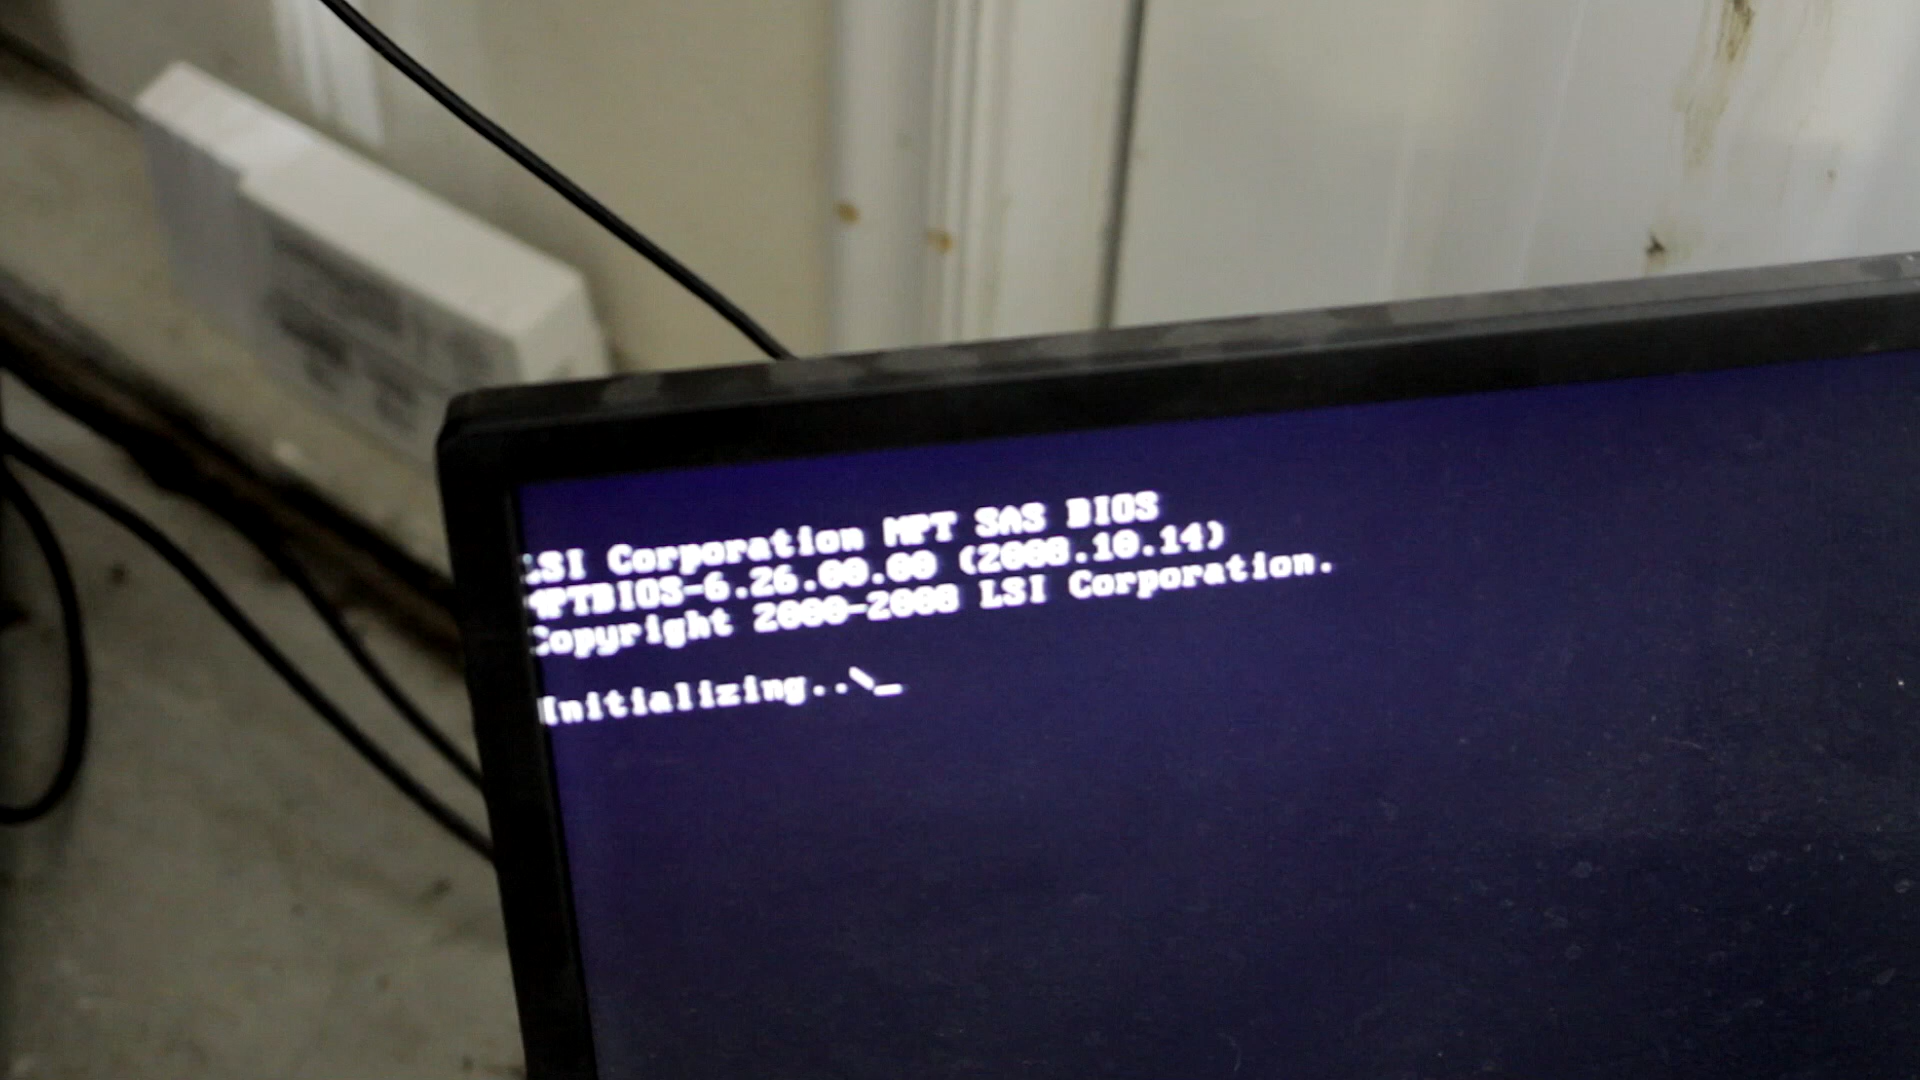 LSI Corporation MPT SAS BIOS
MPTBIOS-6.26.00.00 (2008.10.14)
Copyright 2000-2008 LSI Corporation.
Initializing..\_